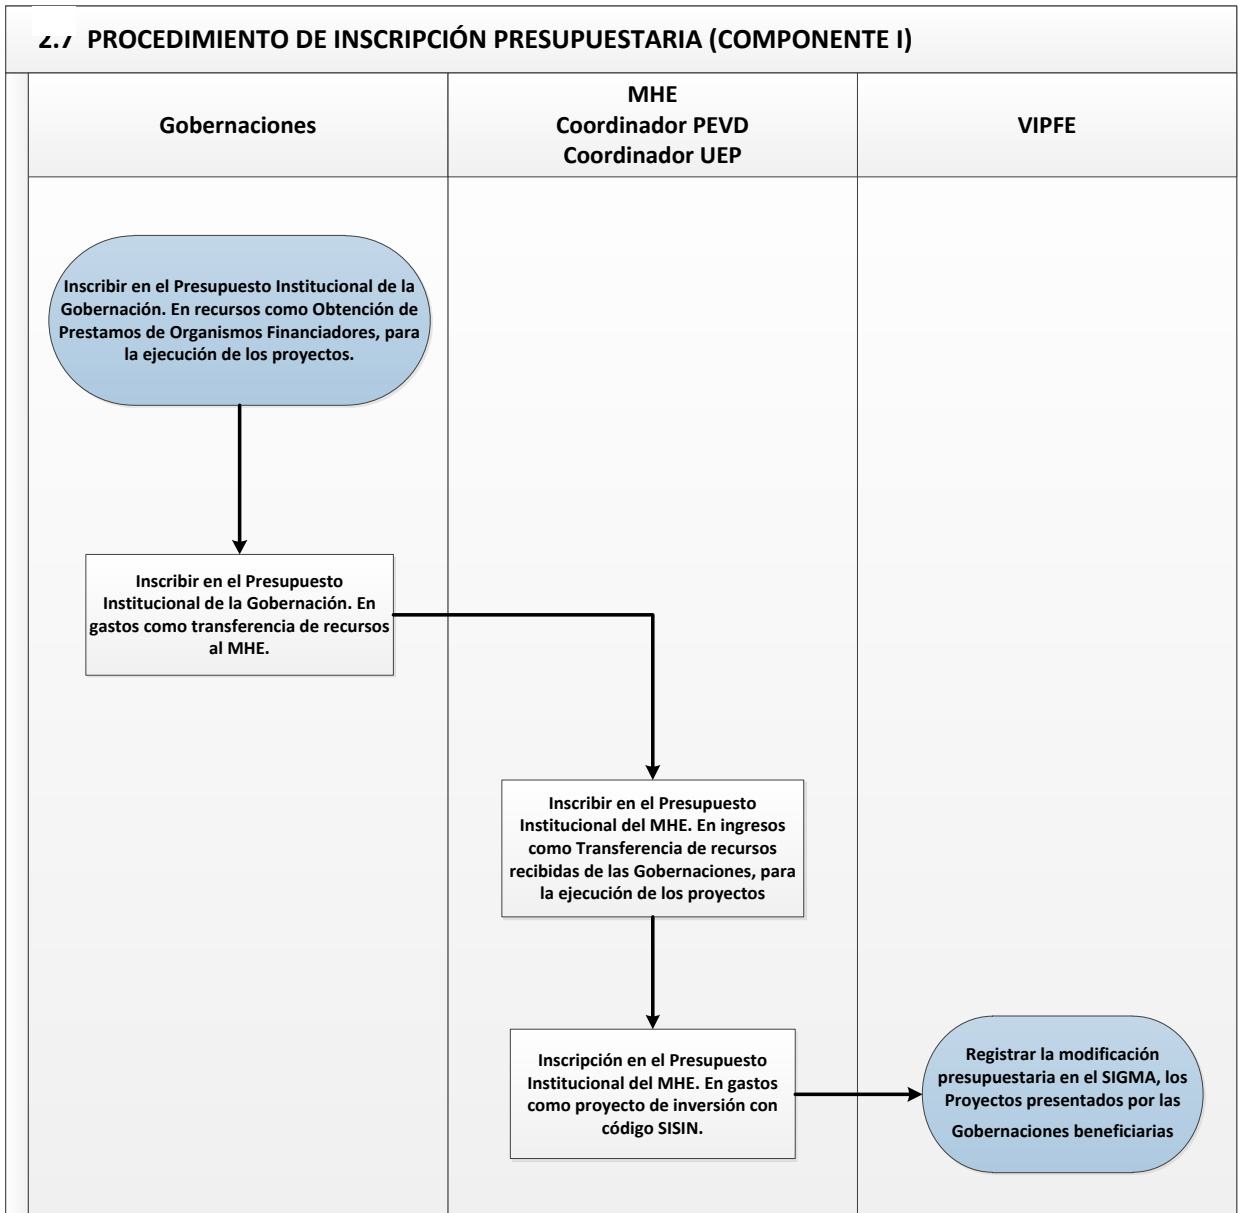 2.7 PROCEDIMIENTO DE INSCRIPCIÓN PRESUPUESTARIA (COMPONENTE I)
Gobernaciones
MHE
Coordinador PEVD
Coordinador UEP
VIPFE
Inscribir en el Presupuesto Institucional de la
Gobernación. En recursos como Obtención de
Prestamos de Organismos Financiadores, para
la ejecución de los proyectos.
Inscribir en el Presupuesto
Institucional de la Gobernación. En
gastos como transferencia de recursos
al MHE.
Inscribir en el Presupuesto
Institucional del MHE. En ingresos
como Transferencia de recursos
recibidas de las Gobernaciones, para
la ejecución de los proyectos
Inscripción en el Presupuesto
Institucional del MHE. En gastos
como proyecto de inversión con
código SISIN.
Registrar la modificación
presupuestaria en el SIGMA, los
Proyectos presentados por las
Gobernaciones beneficiarias